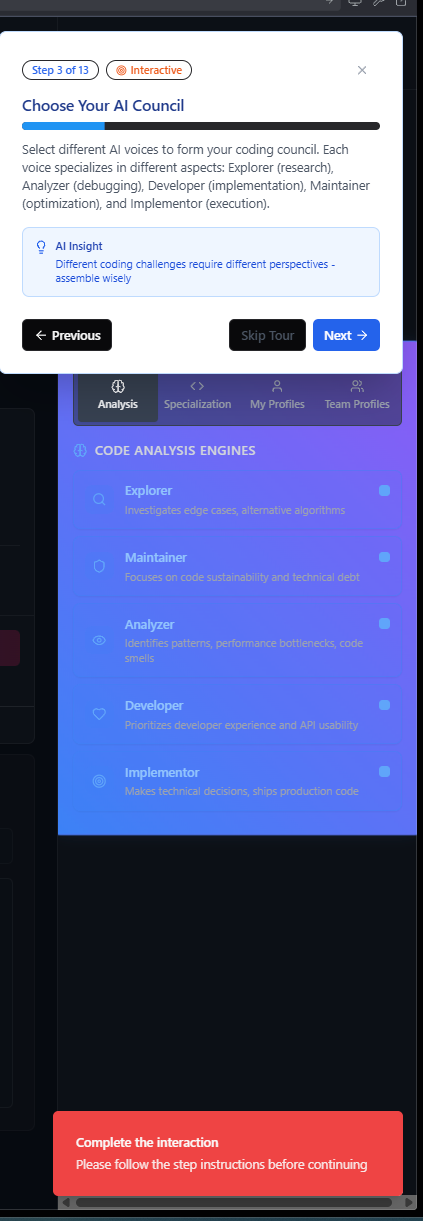 Step 3 of 13
Interactive
Choose Your AI Council
Select different AI voices to form your coding council. Each
voice specializes in different aspects: Explorer (research),
Analyzer (debugging), Developer (implementation), Maintainer
(optimization), and Implementor (execution).
AI Insight
Different coding challenges require different perspectives -
assemble wisely
Previous
Skip Tour
Next
Analysis
Specialization
My Profiles
Team Profiles
CODE ANALYSIS ENGINES
Explorer
Investigates edge cases, alternative algorithms
Maintainer
Focuses on code sustainability and technical debt
Analyzer
Identifies patterns, performance bottlenecks, code
smells
Developer
Prioritizes developer experience and API usability
Implementor
Makes technical decisions, ships production code
Complete the interaction
Please follow the step instructions before continuing